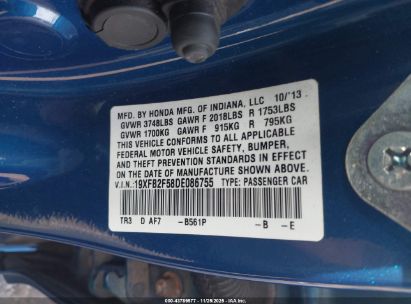 MFD. BY HONDA MFG. OF INDIANA, LLC 10/'13
GVWR 3748LBS GAWR F 2018LBS R 1753LBS
GVWR 1700KG GAWR F 915KG R 795KG
THIS VEHICLE CONFORMS TO ALL APPLICABLE
FEDERAL MOTOR VEHICLE SAFETY, BUMPER,
AND THEFT PREVENTION STANDARDS IN EFFECT
ON THE DATE OF MANUFACTURE SHOWN ABOVE.
V.I.N. 19XFB2F58DE086755 TYPE: PASSENGER CAR
TR3 D AF7 -B561P -B -E